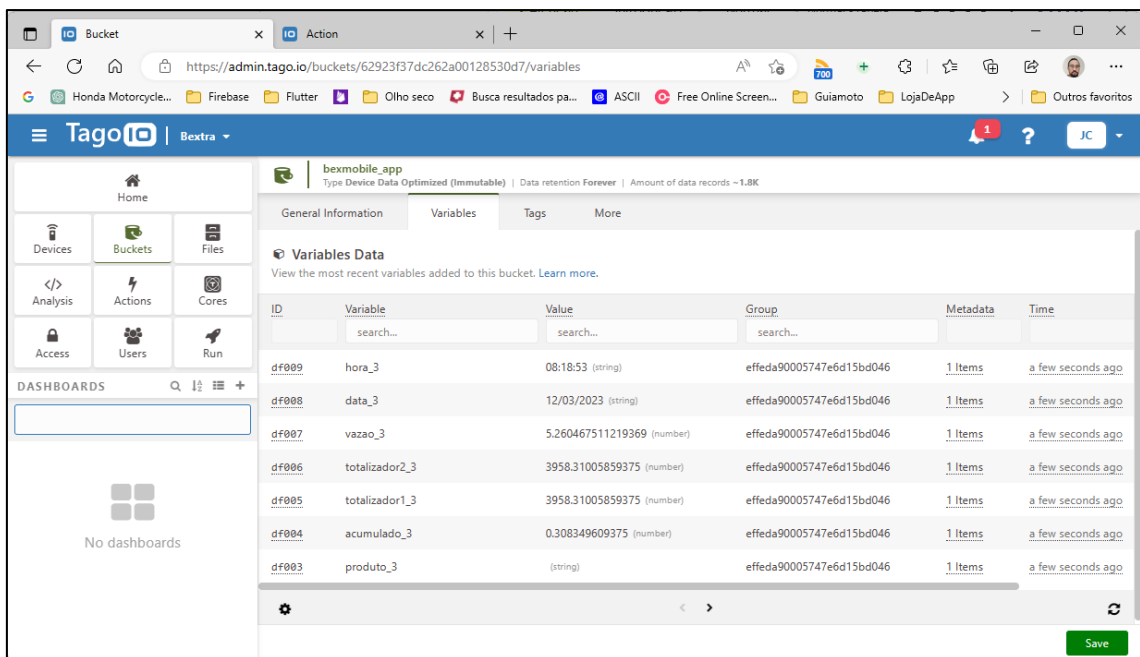 Bucket
Action
https://admin.tago.io/buckets/62923f37dc262a00128530d7/variables
700
Honda Motorcycle... Firebase Flutter Olho seco Busca resultados pa... ASCII Free Online Screen... Guiamoto LojaDeApp Outros favoritos
TagoIO | Bextra
1 ? JC
Home
Devices Buckets Files
Analysis Actions Cores
Access Users Run
DASHBOARDS
No dashboards
bexmobile_app
Type Device Data Optimized (Immutable) | Data retention Forever | Amount of data records ~1.8K
General Information Variables Tags More
Variables Data
View the most recent variables added to this bucket. Learn more.
ID Variable Value Group Metadata Time
search... search... search...
df009 hora_3 08:18:53 (string) effeda90005747e6d15bd046 1 Items a few seconds ago
df008 data_3 12/03/2023 (string) effeda90005747e6d15bd046 1 Items a few seconds ago
df007 vazao_3 5.260467511219369 (number) effeda90005747e6d15bd046 1 Items a few seconds ago
df006 totalizador2_3 3958.31005859375 (number) effeda90005747e6d15bd046 1 Items a few seconds ago
df005 totalizador1_3 3958.31005859375 (number) effeda90005747e6d15bd046 1 Items a few seconds ago
df004 acumulado_3 0.308349609375 (number) effeda90005747e6d15bd046 1 Items a few seconds ago
df003 produto_3 (string) effeda90005747e6d15bd046 1 Items a few seconds ago
Save